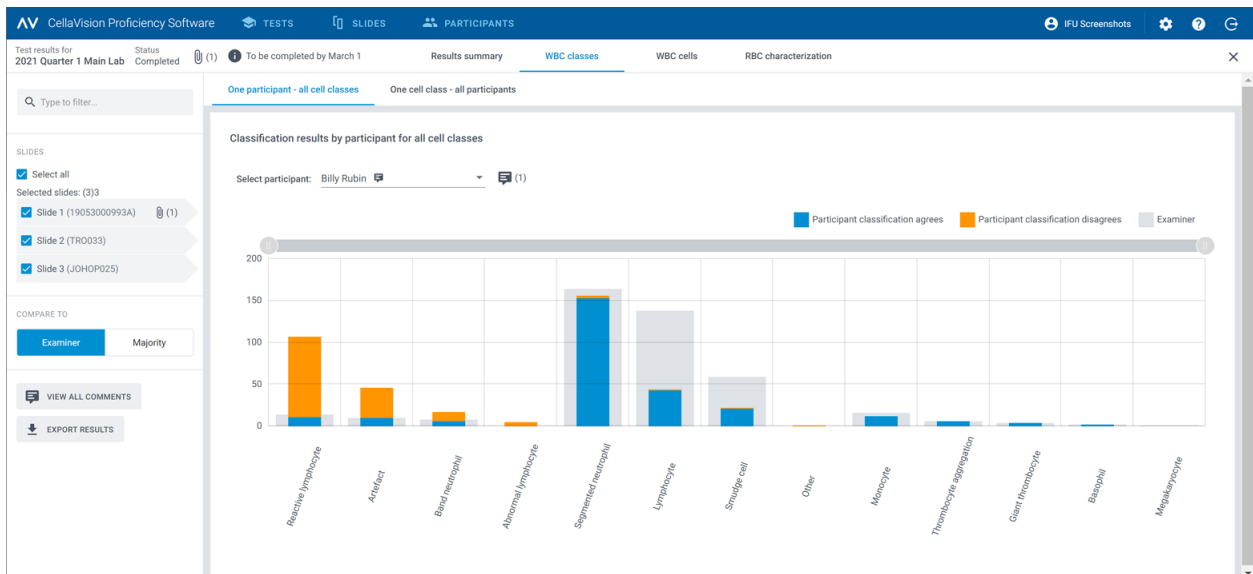 CellaVision Proficiency Software
TESTS
SLIDES
PARTICIPANTS
IFU Screenshots
Test results for
2021 Quarter 1 Main Lab
Status
Completed
(1)
To be completed by March 1
Results summary
WBC classes
WBC cells
RBC characterization
Type to filter...
One participant - all cell classes
One cell class - all participants
SLIDES
Select all
Selected slides: (3)3
Slide 1 (19053000993A)
(1)
Slide 2 (TRO033)
Slide 3 (JOHOP025)
COMPARE TO
Examiner
Majority
VIEW ALL COMMENTS
EXPORT RESULTS
Classification results by participant for all cell classes
Select participant:
Billy Rubin
(1)
Participant classification agrees
Participant classification disagrees
Examiner
200
150
100
50
0
Reactive lymphocyte
Artefact
Band neutrophil
Abnormal lymphocyte
Segmented neutrophil
Lymphocyte
Smudge cell
Other
Monocyte
Thrombocyte aggregation
Giant thrombocyte
Basophil
Megakaryocyte